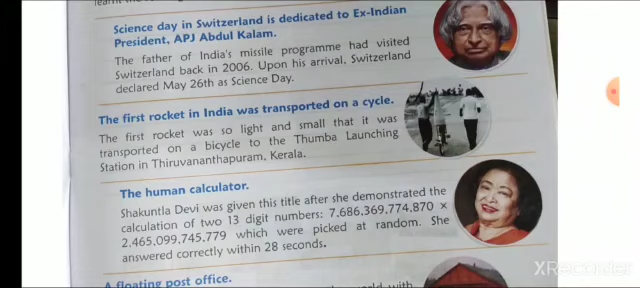 Science day in Switzerland is dedicated to Ex-Indian
President, APJ Abdul Kalam.
The father of India's missile programme had visited
Switzerland back in 2006. Upon his arrival, Switzerland
declared May 26th as Science Day.
The first rocket in India was transported on a cycle.
The first rocket was so light and small that it was
transported on a bicycle to the Thumba Launching
Station in Thiruvananthapuram, Kerala.
The human calculator.
Shakuntla Devi was given this title after she demonstrated the
calculation of two 13 digit numbers: 7,686,369,774,870 ×
2,465,099,745,779 which were picked at random. She
answered correctly within 28 seconds.
A floating post office.
with
XRecorder